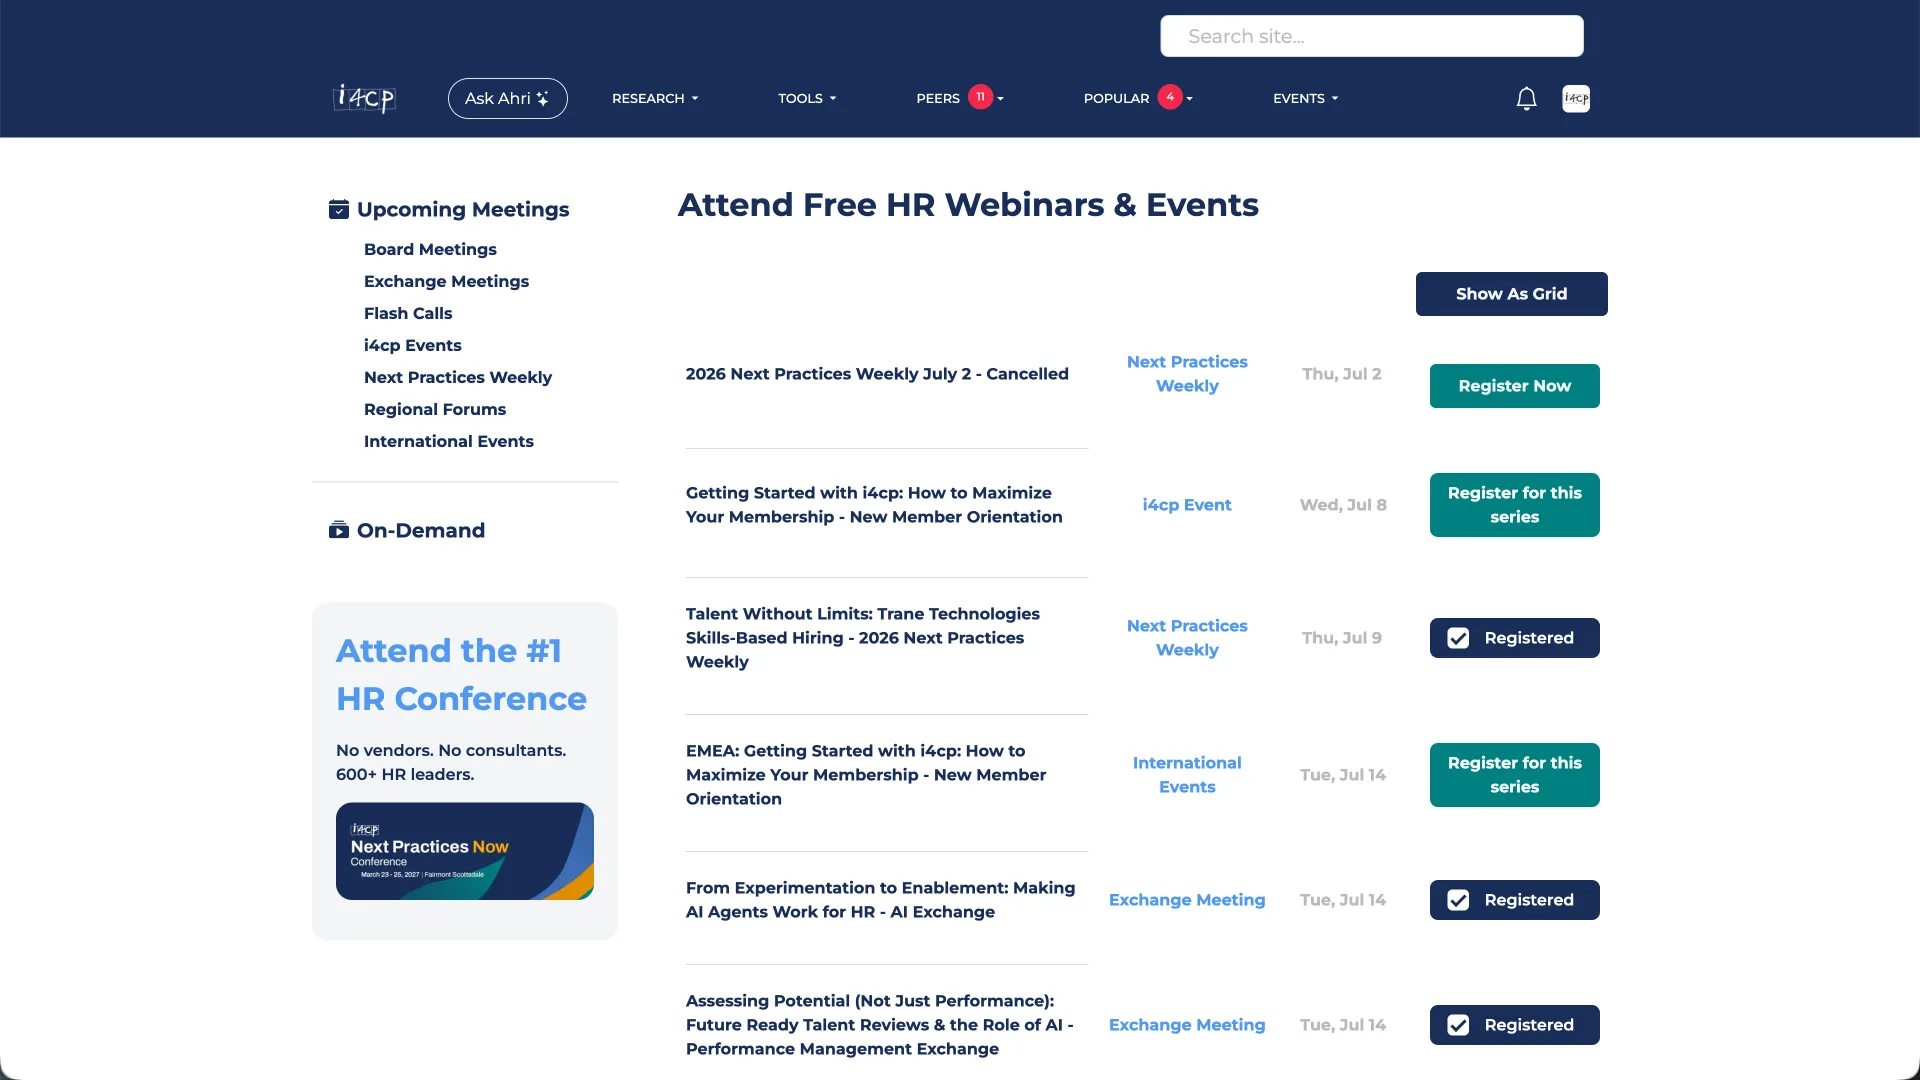 Search site...
i4cp
Ask Ahri
RESEARCH
TOOLS
PEERS 11
POPULAR 4
EVENTS
i4cp
Upcoming Meetings
Board Meetings
Exchange Meetings
Flash Calls
i4cp Events
Next Practices Weekly
Regional Forums
International Events
On-Demand
Attend the #1
HR Conference
No vendors. No consultants.
600+ HR leaders.
i4cp
Next Practices Now
Conference
March 23 - 25, 2027 | Fairmont Scottsdale
Attend Free HR Webinars & Events
Show As Grid
2026 Next Practices Weekly July 2 - Cancelled
Next Practices
Weekly
Thu, Jul 2
Register Now
Getting Started with i4cp: How to Maximize
Your Membership - New Member Orientation
i4cp Event
Wed, Jul 8
Register for this
series
Talent Without Limits: Trane Technologies
Skills-Based Hiring - 2026 Next Practices
Weekly
Next Practices
Weekly
Thu, Jul 9
Registered
EMEA: Getting Started with i4cp: How to
Maximize Your Membership - New Member
Orientation
International
Events
Tue, Jul 14
Register for this
series
From Experimentation to Enablement: Making
AI Agents Work for HR - AI Exchange
Exchange Meeting
Tue, Jul 14
Registered
Assessing Potential (Not Just Performance):
Future Ready Talent Reviews & the Role of AI -
Performance Management Exchange
Exchange Meeting
Tue, Jul 14
Registered